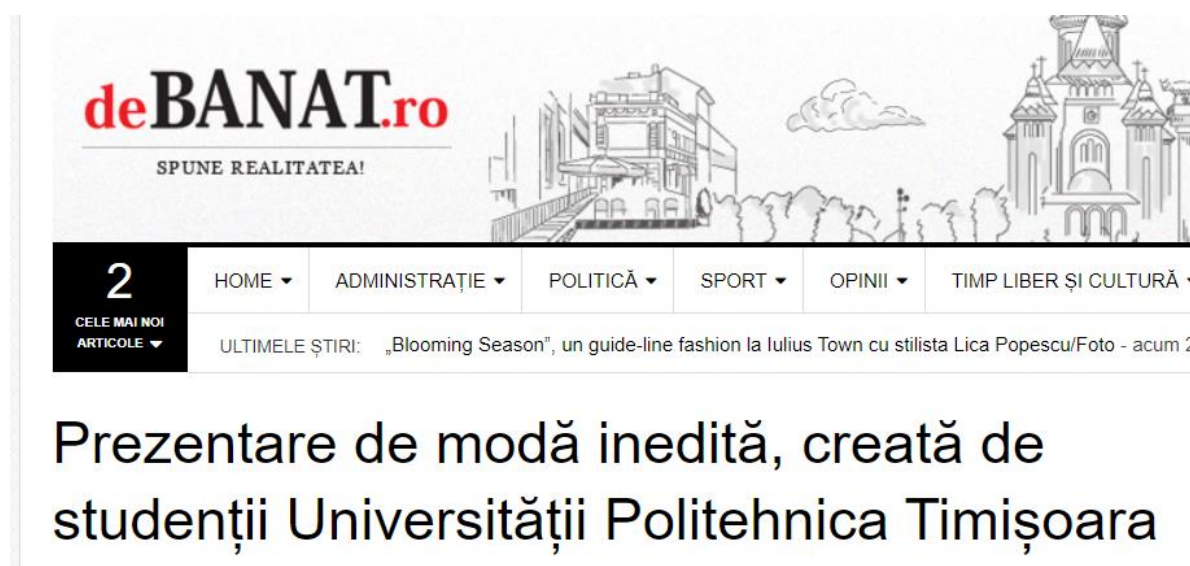 deBANAT.ro
SPUNE REALITATEA!
2
CELE MAI NOI
ARTICOLE
HOME
ADMINISTRAȚIE
POLITICĂ
SPORT
OPINII
TIMP LIBER ȘI CULTURĂ
ULTIMELE ȘTIRI: „Blooming Season”, un guide-line fashion la Iulius Town cu stilista Lica Popescu/Foto - acum 2
Prezentare de modă inedită, creată de
studenții Universității Politehnica Timișoara